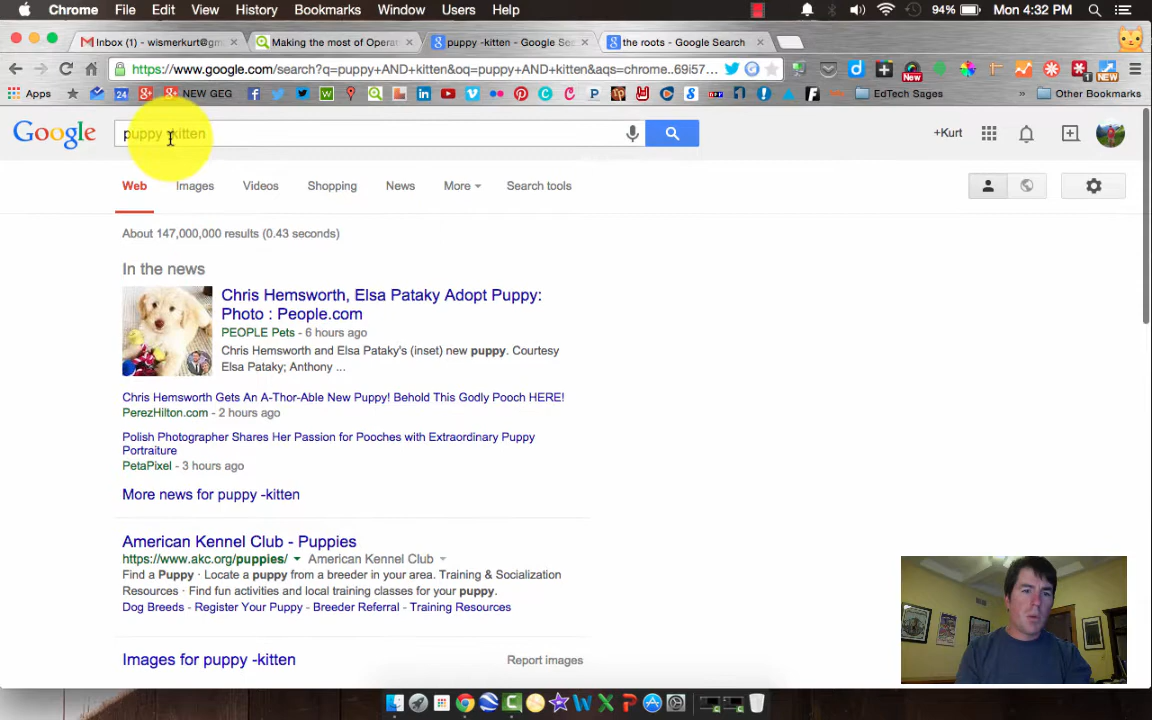 Chrome File Edit View History Bookmarks Window Users Help 94% Mon 4:32 PM
Inbox (1) - wismerkurt@gm Making the most of Operat puppy -kitten - Google Sea the roots - Google Search
https://www.google.com/search?q=puppy+AND+kitten&oq=puppy+AND+kitten&aqs=chrome..69i57... New NEW
Apps 24 NEW GEG EdTech Sages » Other Bookmarks
Google puppy -kitten +Kurt
Web Images Videos Shopping News More Search tools
About 147,000,000 results (0.43 seconds)
In the news
Chris Hemsworth, Elsa Pataky Adopt Puppy:
Photo : People.com
PEOPLE Pets - 6 hours ago
Chris Hemsworth and Elsa Pataky's (inset) new puppy. Courtesy
Elsa Pataky; Anthony ...
Chris Hemsworth Gets An A-Thor-Able New Puppy! Behold This Godly Pooch HERE!
PerezHilton.com - 2 hours ago
Polish Photographer Shares Her Passion for Pooches with Extraordinary Puppy
Portraiture
PetaPixel - 3 hours ago
More news for puppy -kitten
American Kennel Club - Puppies
https://www.akc.org/puppies/ American Kennel Club
Find a Puppy · Locate a puppy from a breeder in your area. Training & Socialization
Resources · Find fun activities and local training classes for your puppy.
Dog Breeds - Register Your Puppy - Breeder Referral - Training Resources
Images for puppy -kitten Report images